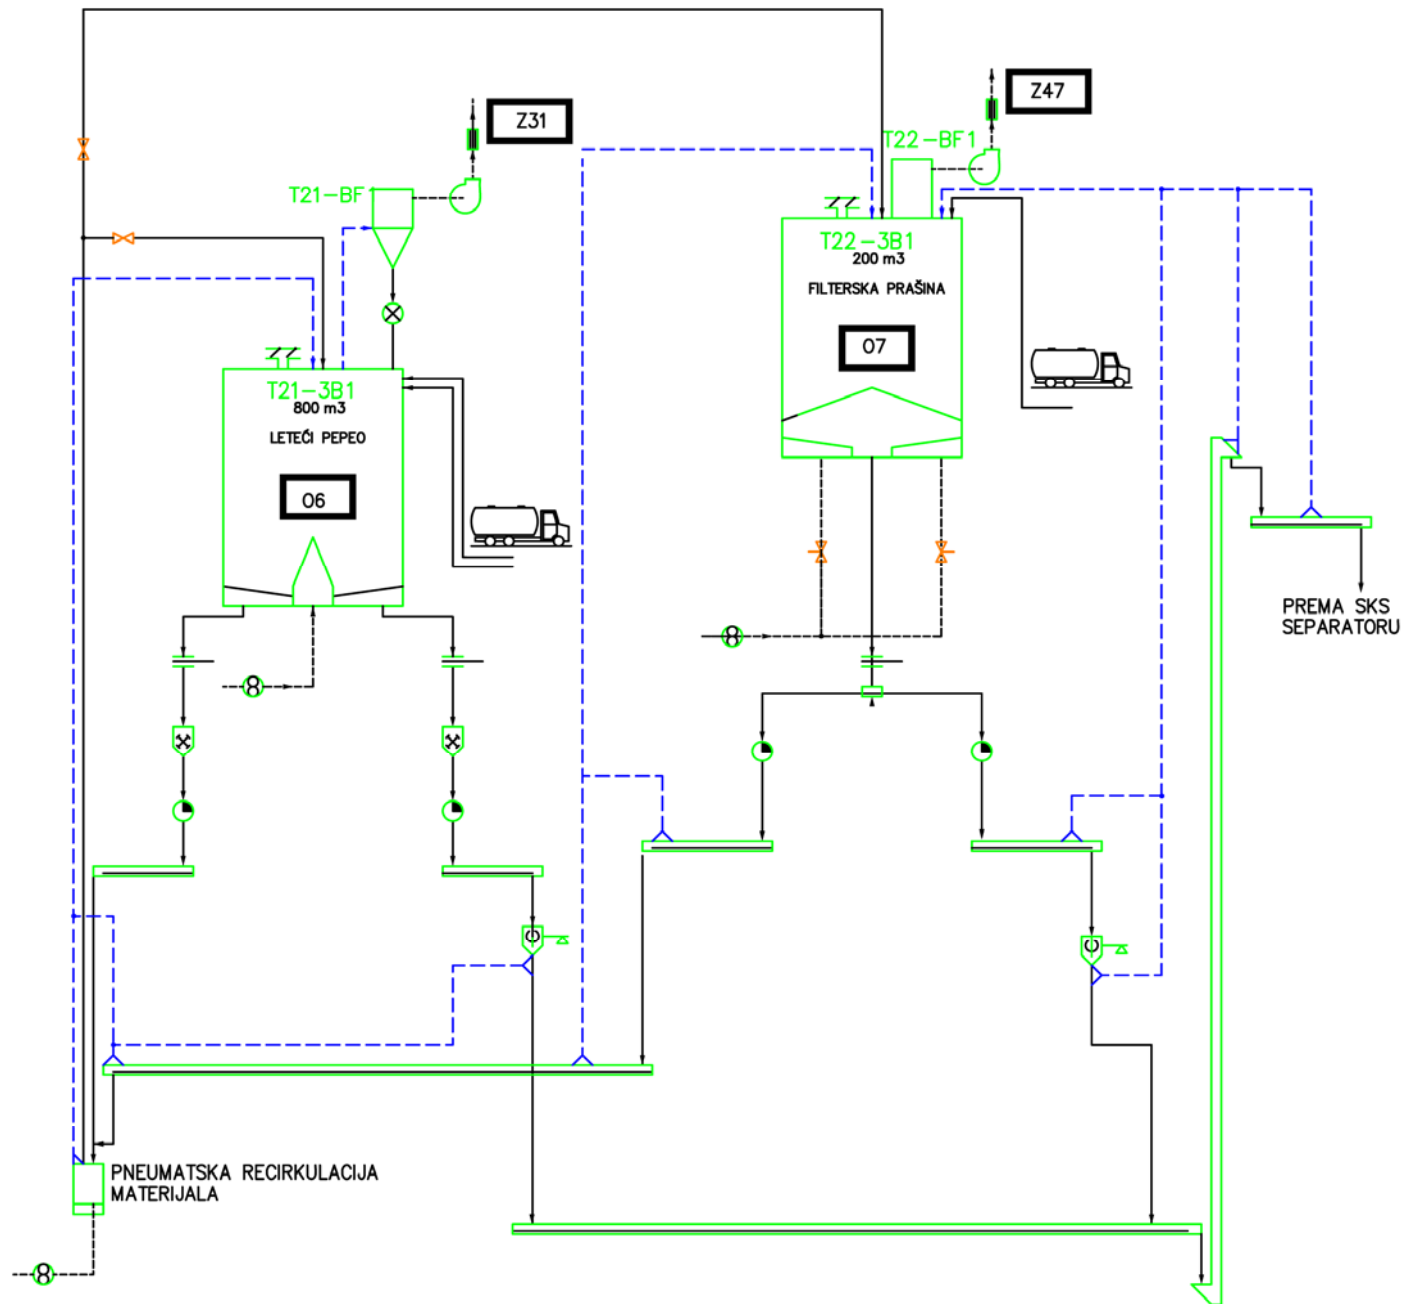 Z47
Z31
T22-BF1
T21-BF1
T22-3B1
200 m3
FILTERSKA PRAŠINA
07
T21-3B1
800 m3
LETEĆI PEPEO
06
PREMA SKS
SEPARATORU
PNEUMATSKA RECIRKULACIJA
MATERIJALA